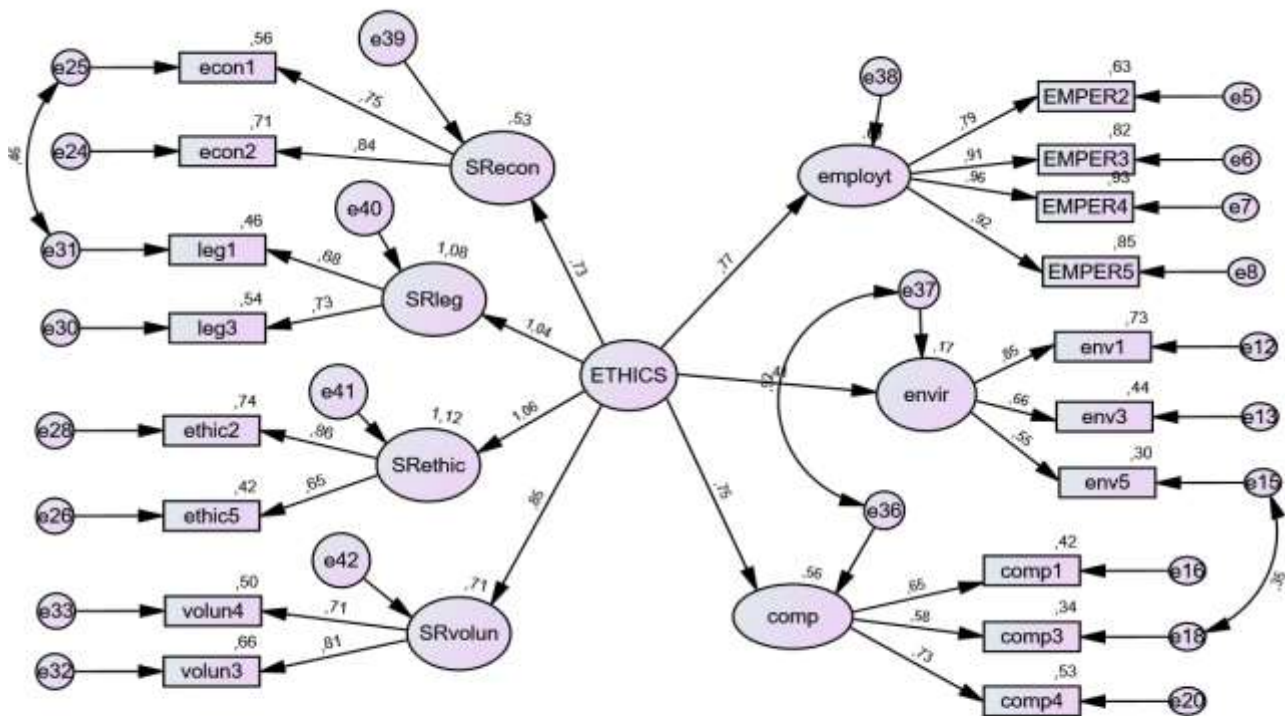 e39
,56
e25
econ1
,75
,53
,71
e24
econ2
,84
SRecon
,46
e40
,46
e31
leg1
,68
1,08
SRleg
,54
e30
leg3
,73
,73
1,04
ETHICS
e41
,74
e28
ethic2
,86
1,12
SRethic
1,06
,42
e26
ethic5
,65
,85
e42
,50
e33
volun4
,71
,71
SRvolun
,66
e32
volun3
,81
e38
,63
EMPER2
e5
,79
,82
employt
,91
EMPER3
e6
,96
,93
EMPER4
e7
,92
,85
EMPER5
e8
,77
e37
,73
,17
,85
env1
e12
envir
,44
,66
env3
e13
,55
,30
env5
e15
,75
e36
,42
,56
,65
comp1
e16
comp
,34
,58
comp3
e18
,73
,53
comp4
e20